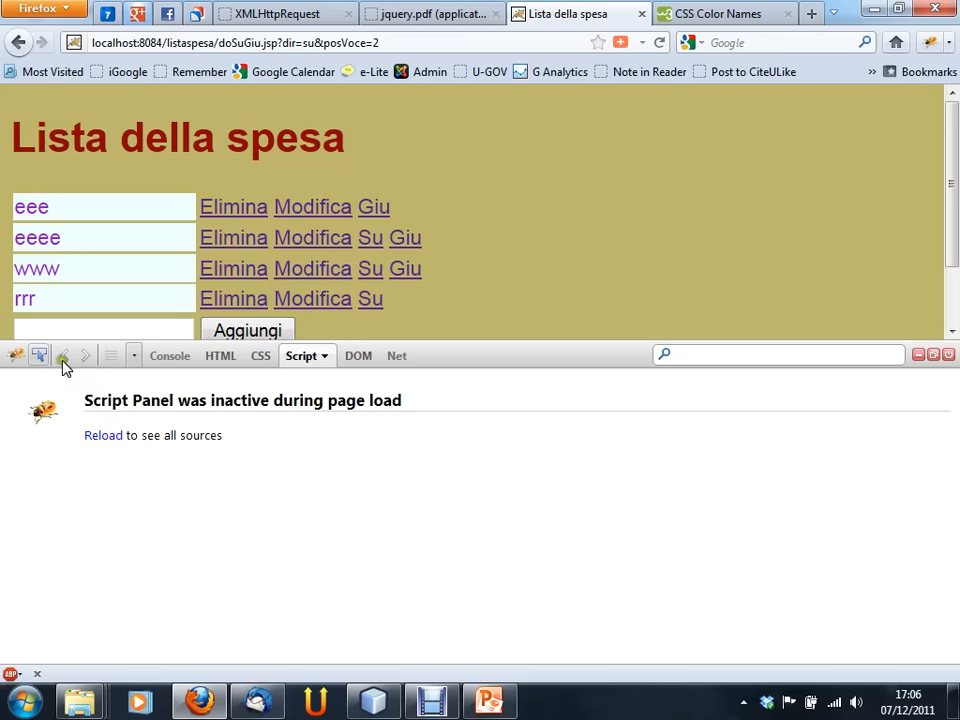 Firefox
7
XMLHttpRequest
jquery.pdf (applicat...
Lista della spesa
CSS Color Names
localhost:8084/listaspesa/doSuGiu.jsp?dir=su&posVoce=2
Google
Most Visited
iGoogle
Remember
Google Calendar
e-Lite
Admin
U-GOV
G Analytics
Note in Reader
Post to CiteULike
»
Bookmarks
Lista della spesa
eee Elimina Modifica Giu
eeee Elimina Modifica Su Giu
www Elimina Modifica Su Giu
rrr Elimina Modifica Su
Aggiungi
Console HTML CSS Script DOM Net
Script Panel was inactive during page load
Reload to see all sources
ABP
17:06
07/12/2011